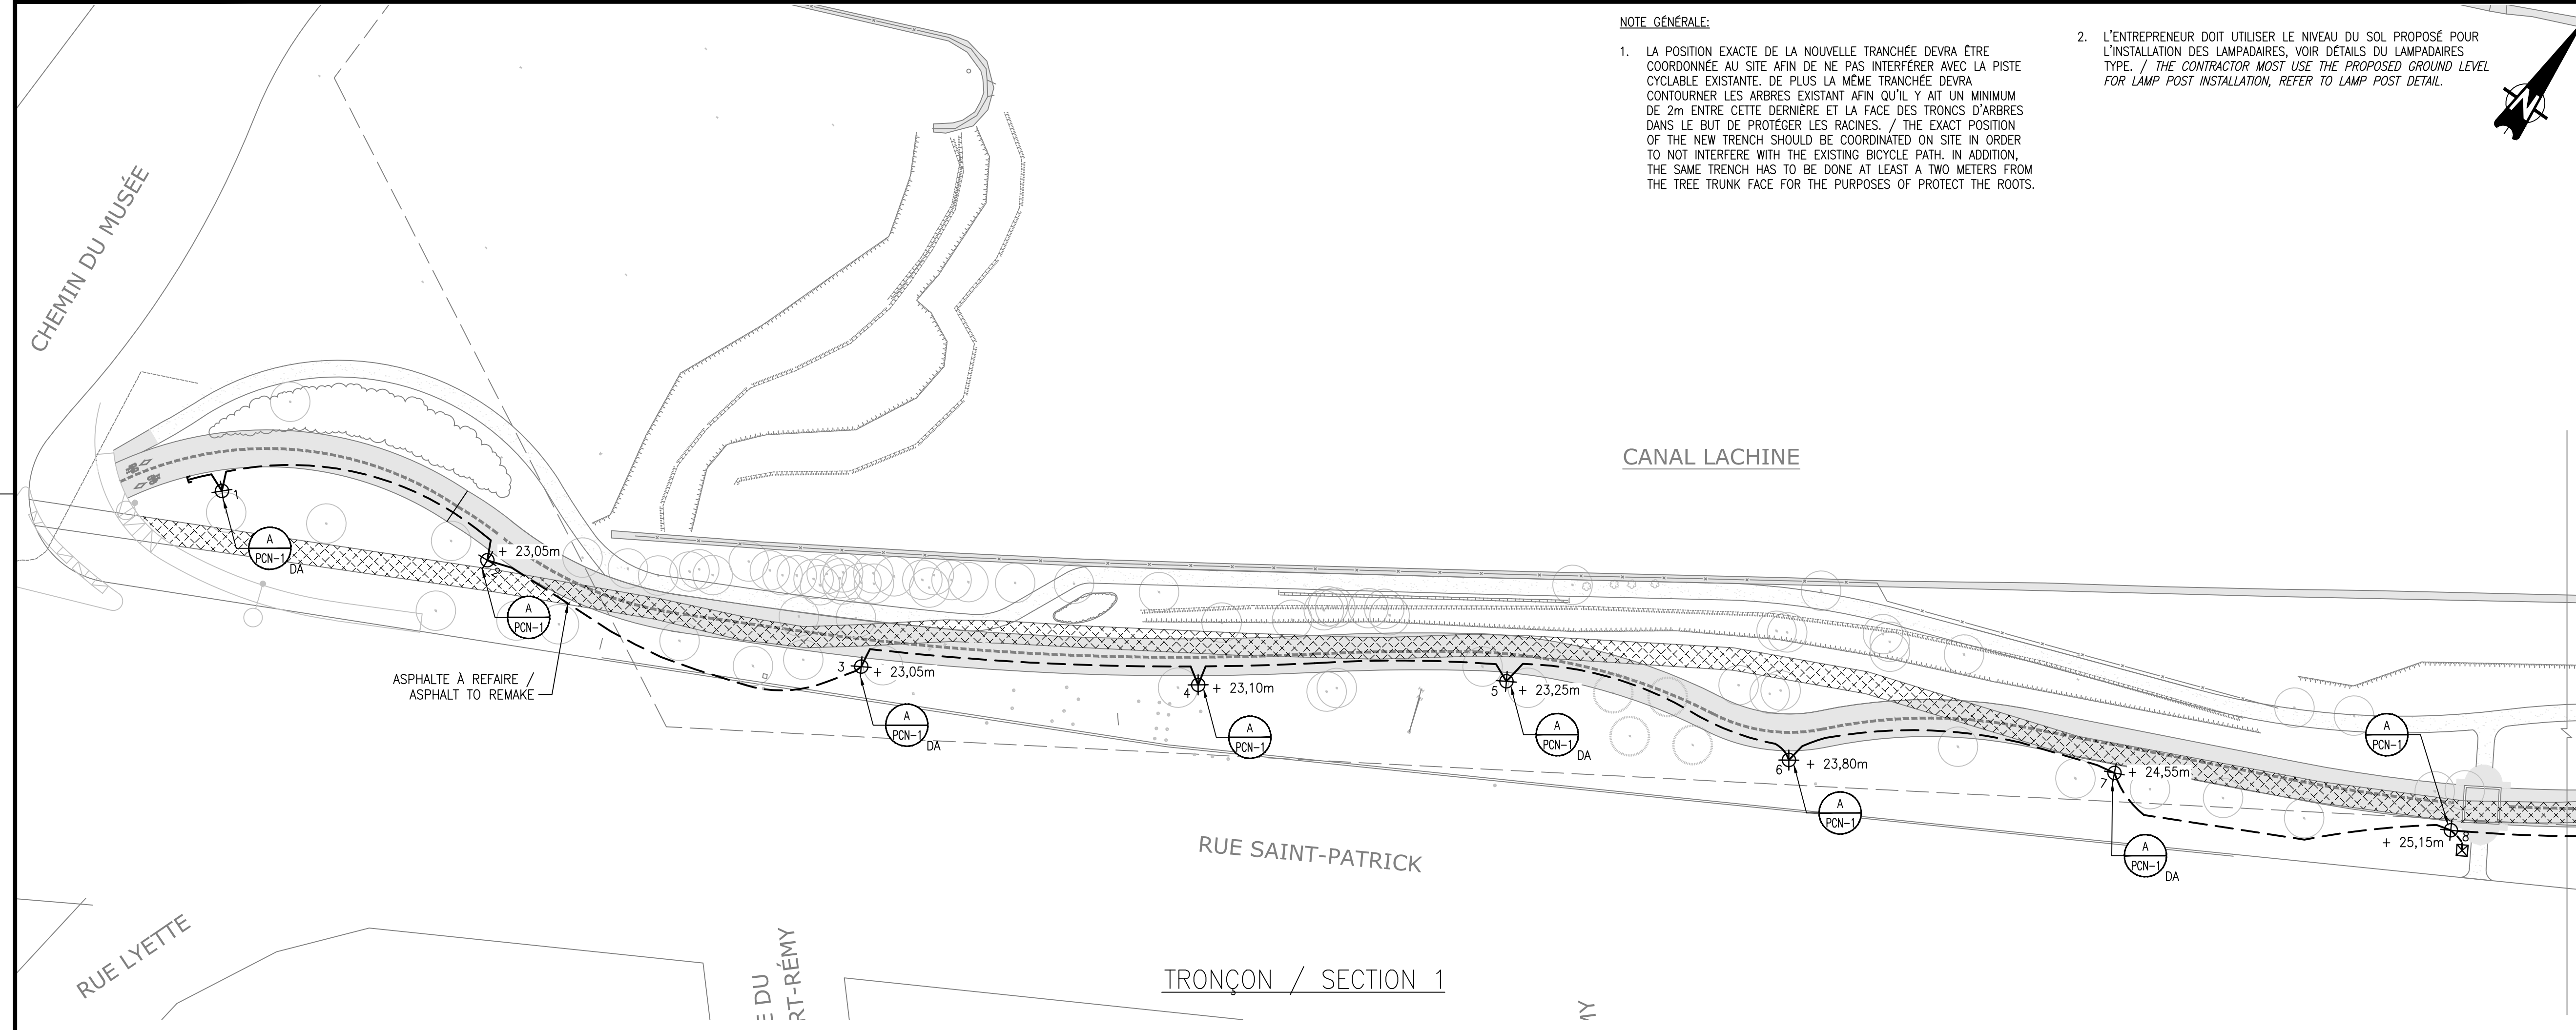 NOTE GÉNÉRALE:
1. LA POSITION EXACTE DE LA NOUVELLE TRANCHÉE DEVRA ÊTRE
COORDONNÉE AU SITE AFIN DE NE PAS INTERFÉRER AVEC LA PISTE
CYCLABLE EXISTANTE. DE PLUS LA MÊME TRANCHÉE DEVRA
CONTOURNER LES ARBRES EXISTANT AFIN QU'IL Y AIT UN MINIMUM
DE 2m ENTRE CETTE DERNIÈRE ET LA FACE DES TRONCS D'ARBRES
DANS LE BUT DE PROTÉGER LES RACINES. / THE EXACT POSITION
OF THE NEW TRENCH SHOULD BE COORDINATED ON SITE IN ORDER
TO NOT INTERFERE WITH THE EXISTING BICYCLE PATH. IN ADDITION,
THE SAME TRENCH HAS TO BE DONE AT LEAST A TWO METERS FROM
THE TREE TRUNK FACE FOR THE PURPOSES OF PROTECT THE ROOTS.
2. L'ENTREPRENEUR DOIT UTILISER LE NIVEAU DU SOL PROPOSÉ POUR
L'INSTALLATION DES LAMPADAIRES, VOIR DÉTAILS DU LAMPADAIRES
TYPE. / THE CONTRACTOR MOST USE THE PROPOSED GROUND LEVEL
FOR LAMP POST INSTALLATION, REFER TO LAMP POST DETAIL.
N
CHEMIN DU MUSÉE
CANAL LACHINE
1
A
PCN-1
DA
+ 23,05m
2
A
PCN-1
ASPHALTE À REFAIRE /
ASPHALT TO REMAKE
3
+ 23,05m
A
PCN-1
DA
4
+ 23,10m
A
PCN-1
5
+ 23,25m
A
PCN-1
DA
6
+ 23,80m
A
PCN-1
7
+ 24,55m
A
PCN-1
DA
A
PCN-1
8
+ 25,15m
RUE SAINT-PATRICK
RUE LYETTE
E DU
RT-RÉMY
MY
TRONÇON / SECTION 1